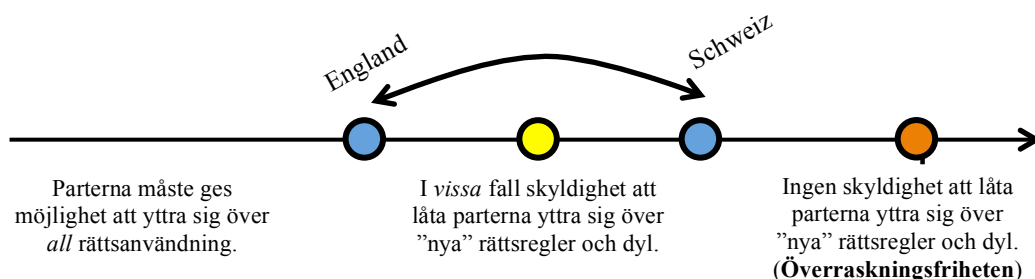 England
Schweiz
Parterna måste ges
möjlighet att yttra sig över
all rättsanvändning.
I vissa fall skyldighet att
låta parterna yttra sig över
”nya” rättsregler och dyl.
Ingen skyldighet att låta
parterna yttra sig över
”nya” rättsregler och dyl.
(Överraskningsfriheten)